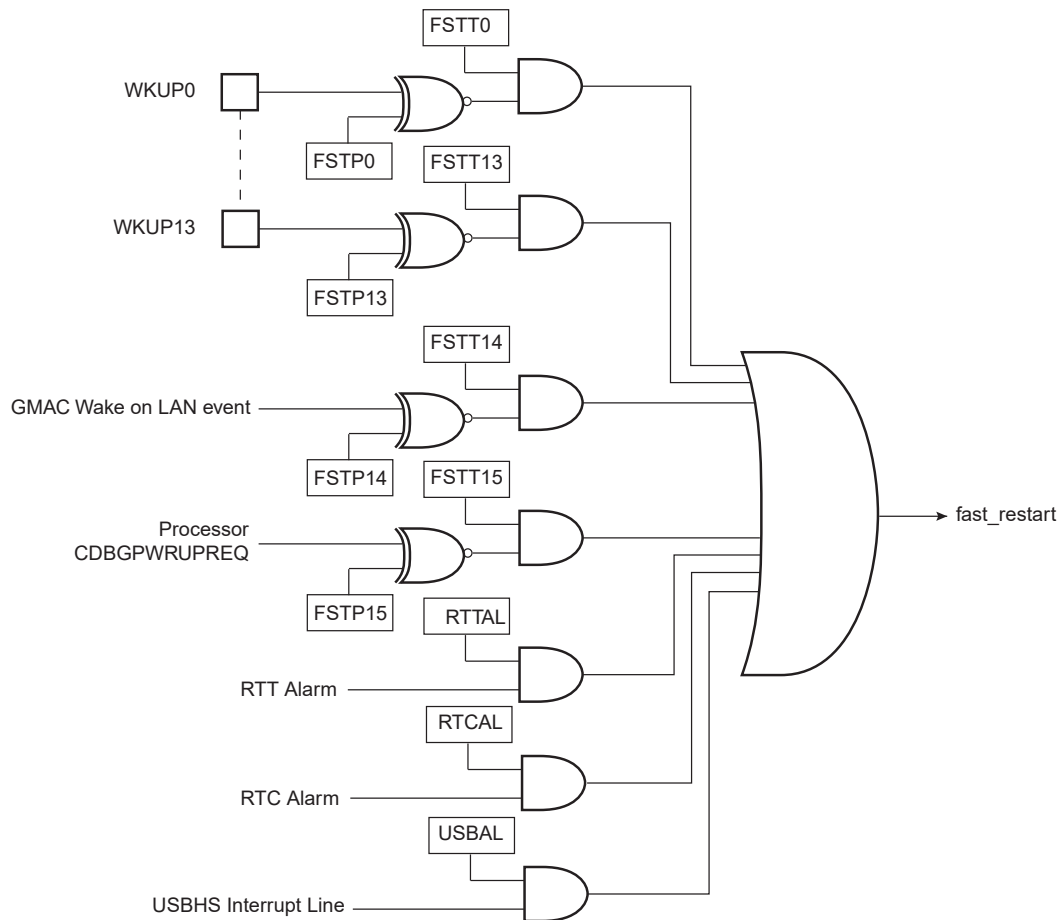 FSTT0
WKUP0
FSTP0
FSTT13
WKUP13
FSTP13
FSTT14
GMAC Wake on LAN event
FSTP14
FSTT15
fast_restart
Processor
CDBGPWRUPREQ
FSTP15
RTTAL
RTT Alarm
RTCAL
RTC Alarm
USBAL
USBHS Interrupt Line